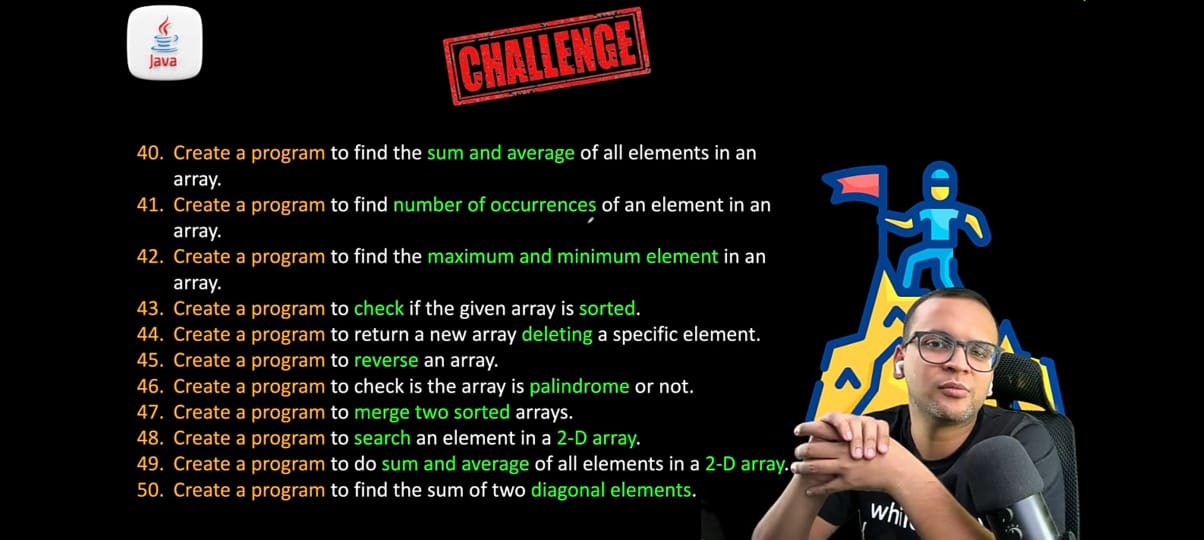 Java
CHALLENGE
40. Create a program to find the sum and average of all elements in an
array.
41. Create a program to find number of occurrences of an element in an
array.
42. Create a program to find the maximum and minimum element in an
array.
43. Create a program to check if the given array is sorted.
44. Create a program to return a new array deleting a specific element.
45. Create a program to reverse an array.
46. Create a program to check is the array is palindrome or not.
47. Create a program to merge two sorted arrays.
48. Create a program to search an element in a 2-D array.
49. Create a program to do sum and average of all elements in a 2-D array.
50. Create a program to find the sum of two diagonal elements.